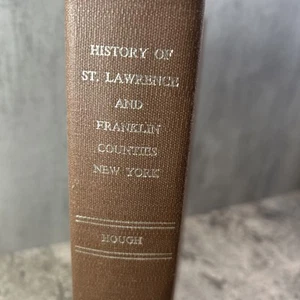 HISTORY OF
ST. LAWRENCE
AND
FRANKLIN
COUNTIES
NEW YORK
HOUGH